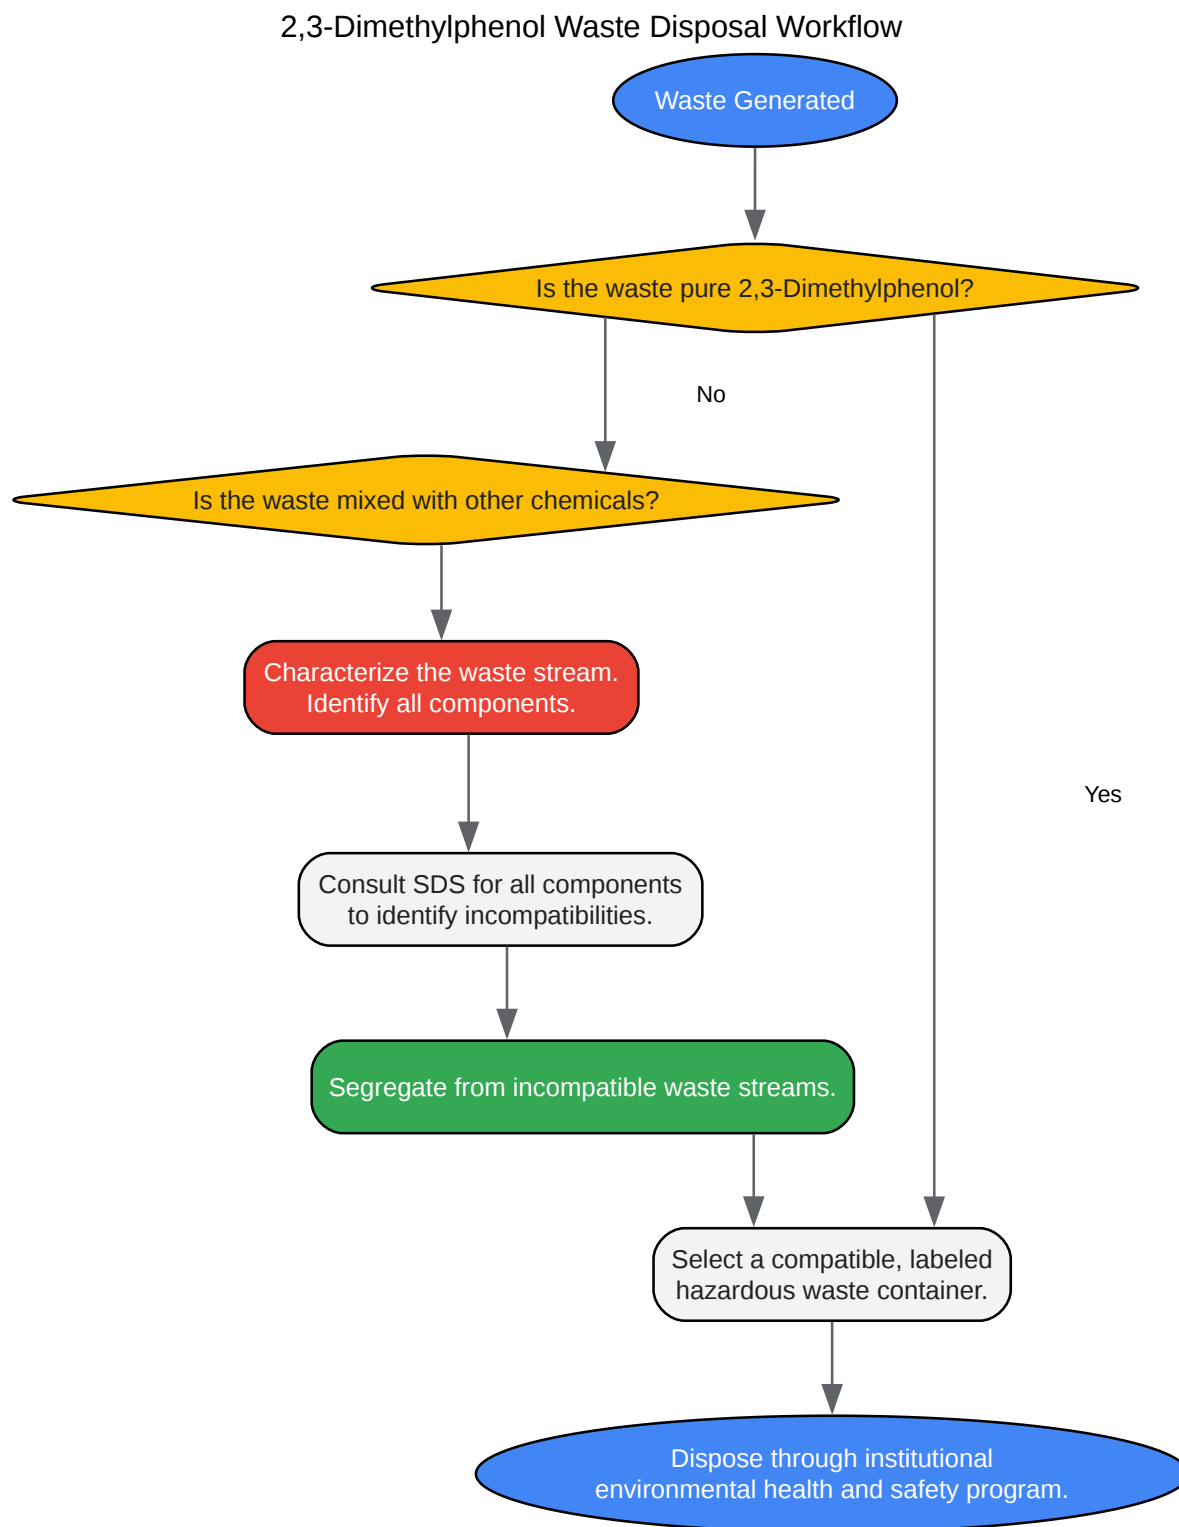 2,3-Dimethylphenol Waste Disposal Workflow
Waste Generated
Is the waste pure 2,3-Dimethylphenol?
No
Is the waste mixed with other chemicals?
Characterize the waste stream.
Identify all components.
Yes
Consult SDS for all components
to identify incompatibilities.
Segregate from incompatible waste streams.
Select a compatible, labeled
hazardous waste container.
Dispose through institutional
environmental health and safety program.